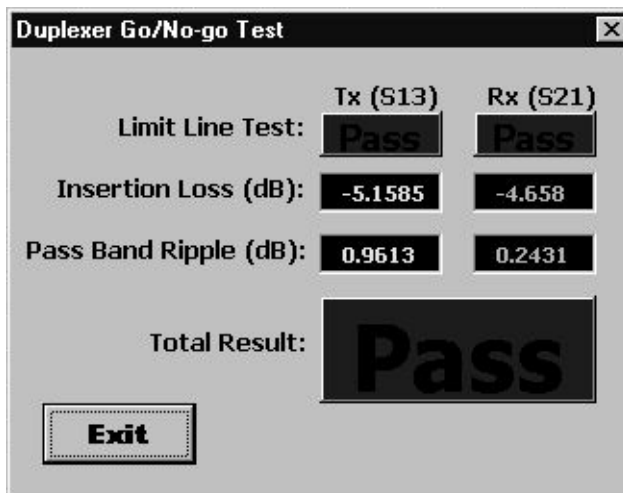 Duplexer Go/No-go Test
Tx (S13) Rx (S21)
Limit Line Test: Pass Pass
Insertion Loss (dB): -5.1585 -4.658
Pass Band Ripple (dB): 0.9613 0.2431
Total Result: Pass
Exit